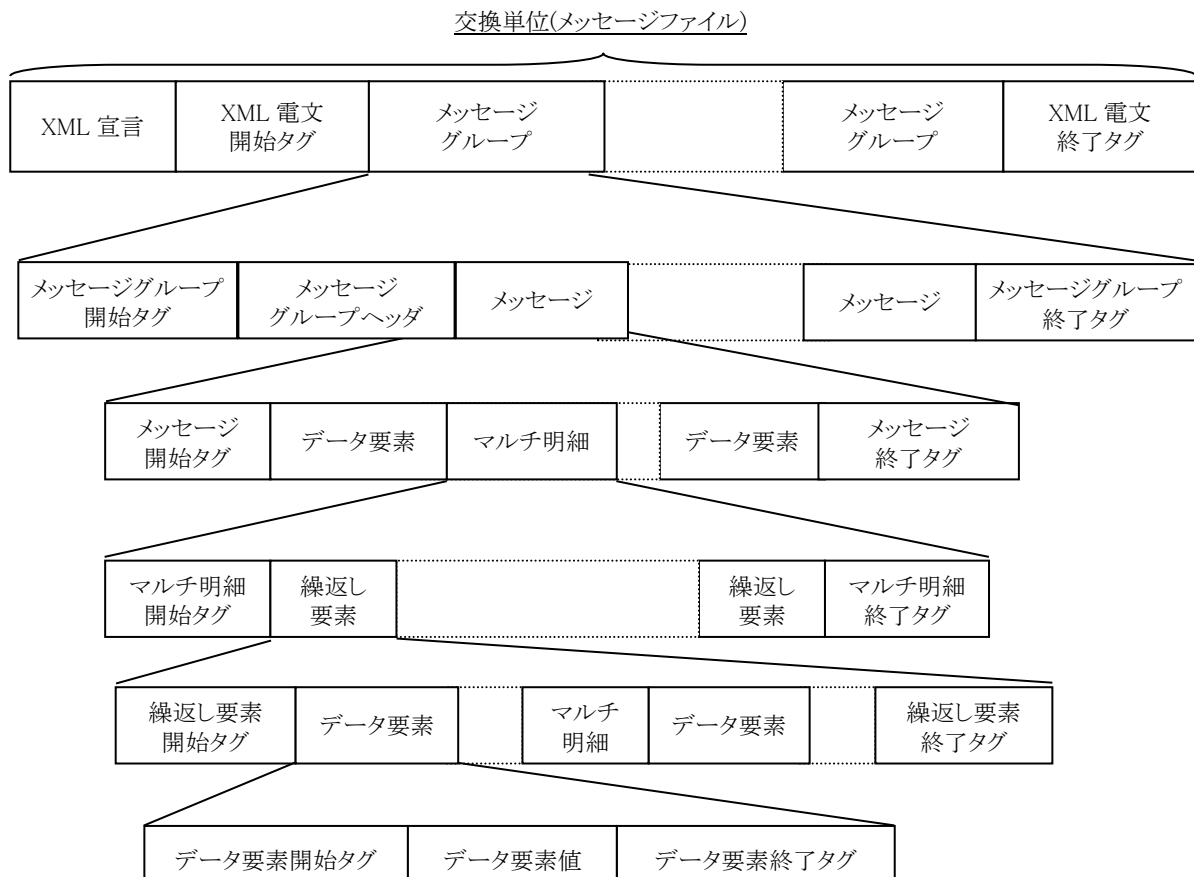 交換単位(メッセージファイル)
XML 宣言
XML 電文
開始タグ
メッセージ
グループ
メッセージ
グループ
XML 電文
終了タグ
メッセージグループ
開始タグ
メッセージ
グループヘッダ
メッセージ
メッセージ
メッセージグループ
終了タグ
メッセージ
開始タグ
データ要素
マルチ明細
データ要素
メッセージ
終了タグ
マルチ明細
開始タグ
繰返し
要素
繰返し
要素
マルチ明細
終了タグ
繰返し要素
開始タグ
データ要素
マルチ
明細
データ要素
繰返し要素
終了タグ
データ要素開始タグ
データ要素値
データ要素終了タグ